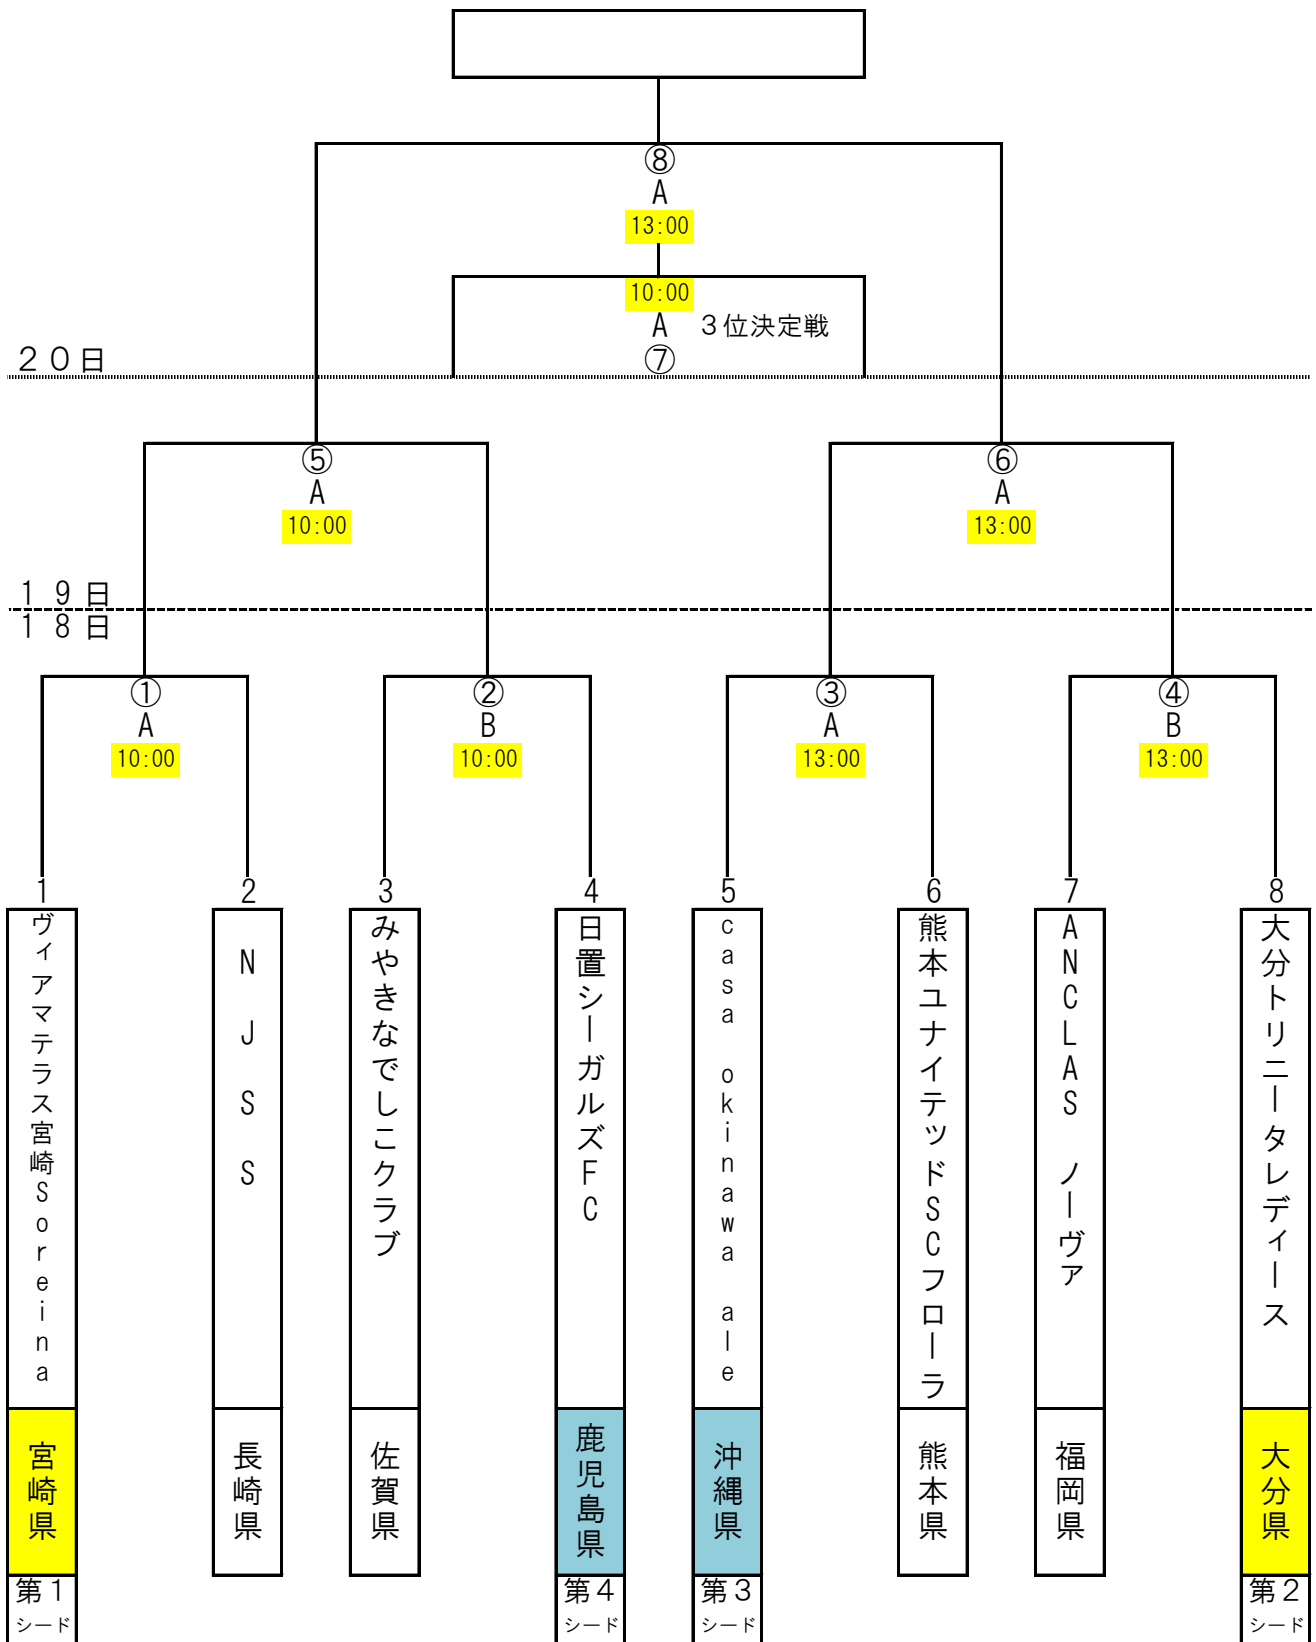 ⑧
A
13:00
10:00
A
3位決定戦
⑦
20日
⑤
A
10:00
⑥
A
13:00
19日
18日
①
A
10:00
②
B
10:00
③
A
13:00
④
B
13:00
1
2
3
4
5
6
7
8
ヴィアマテラス宮崎Soreina
NJSS
みやきなでしこクラブ
日置シーガルズFC
casa okinawa ale
熊本ユナイテッドSCフローラ
ANCLAS ノーヴァ
大分トリニータレディース
宮崎県
長崎県
佐賀県
鹿児島県
沖縄県
熊本県
福岡県
大分県
第1
シード
第4
シード
第3
シード
第2
シード